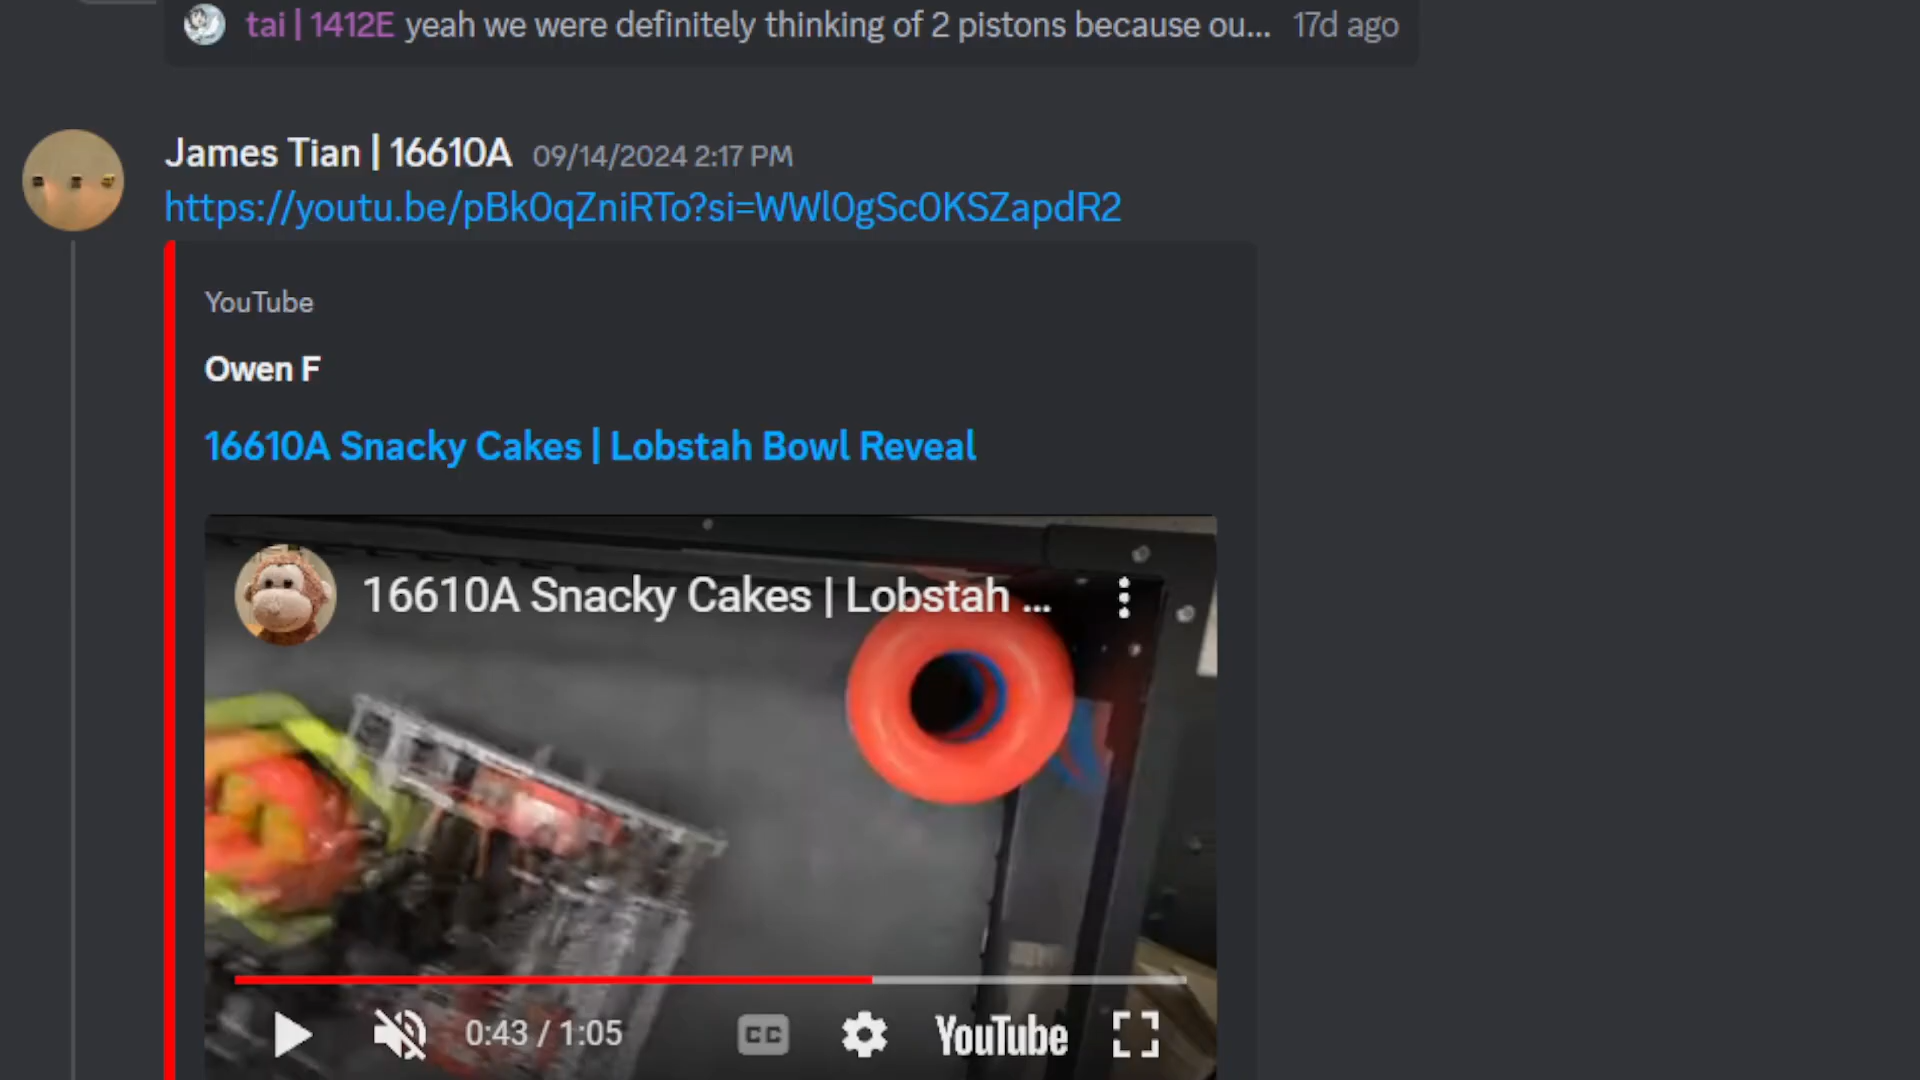 tai | 1412E yeah we were definitely thinking of 2 pistons because ou... 17d ago
James Tian | 16610A 09/14/2024 2:17 PM
https://youtu.be/pBk0qZniRTo?si=WWl0gSc0KSZapdR2
YouTube
Owen F
16610A Snacky Cakes | Lobstah Bowl Reveal
16610A Snacky Cakes | Lobstah ...
0:43 / 1:05
CC
YouTube